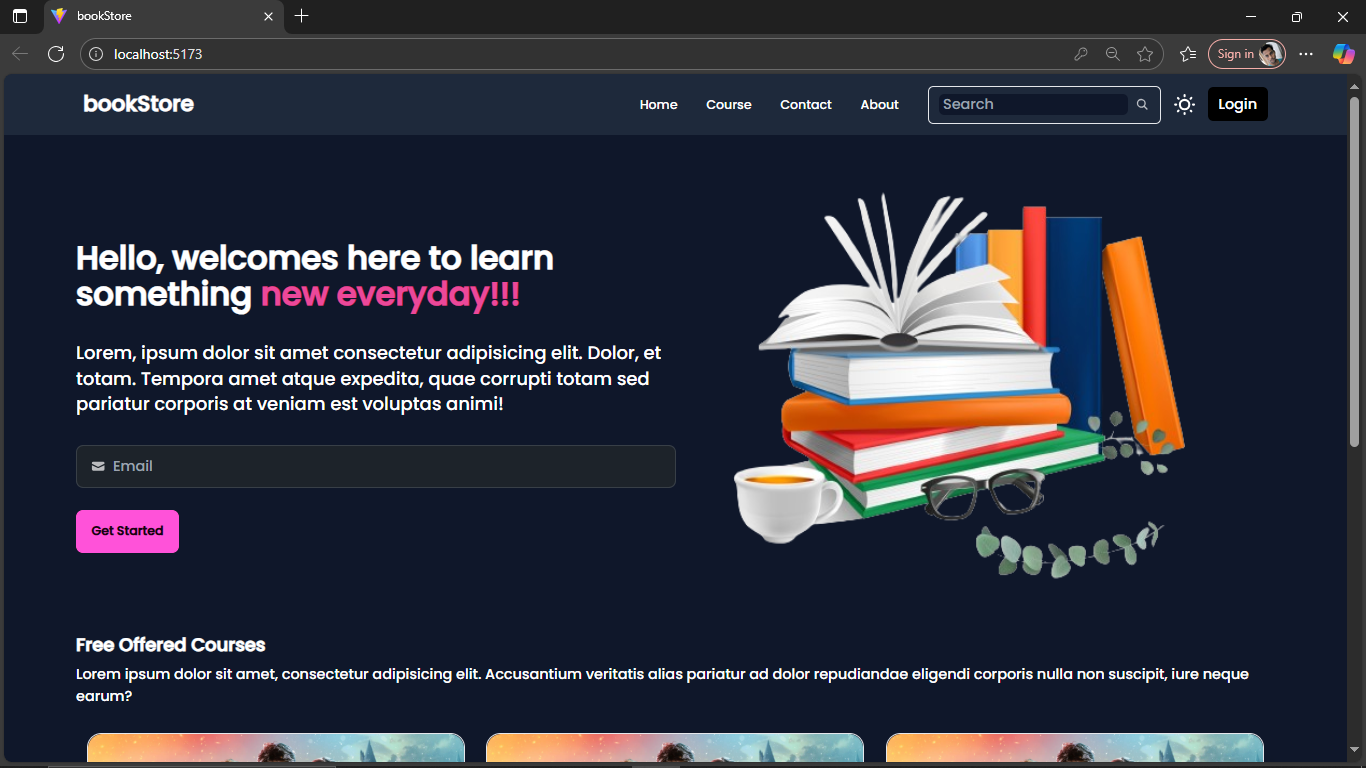 bookStore
localhost:5173
Sign in
bookStore
Home
Course
Contact
About
Search
Login
Hello, welcomes here to learn
something new everyday!!!
Lorem, ipsum dolor sit amet consectetur adipisicing elit. Dolor, et
totam. Tempora amet atque expedita, quae corrupti totam sed
pariatur corporis at veniam est voluptas animi!
Email
Get Started
Free Offered Courses
Lorem ipsum dolor sit amet, consectetur adipisicing elit. Accusantium veritatis alias pariatur ad dolor repudiandae eligendi corporis nulla non suscipit, iure neque
earum?